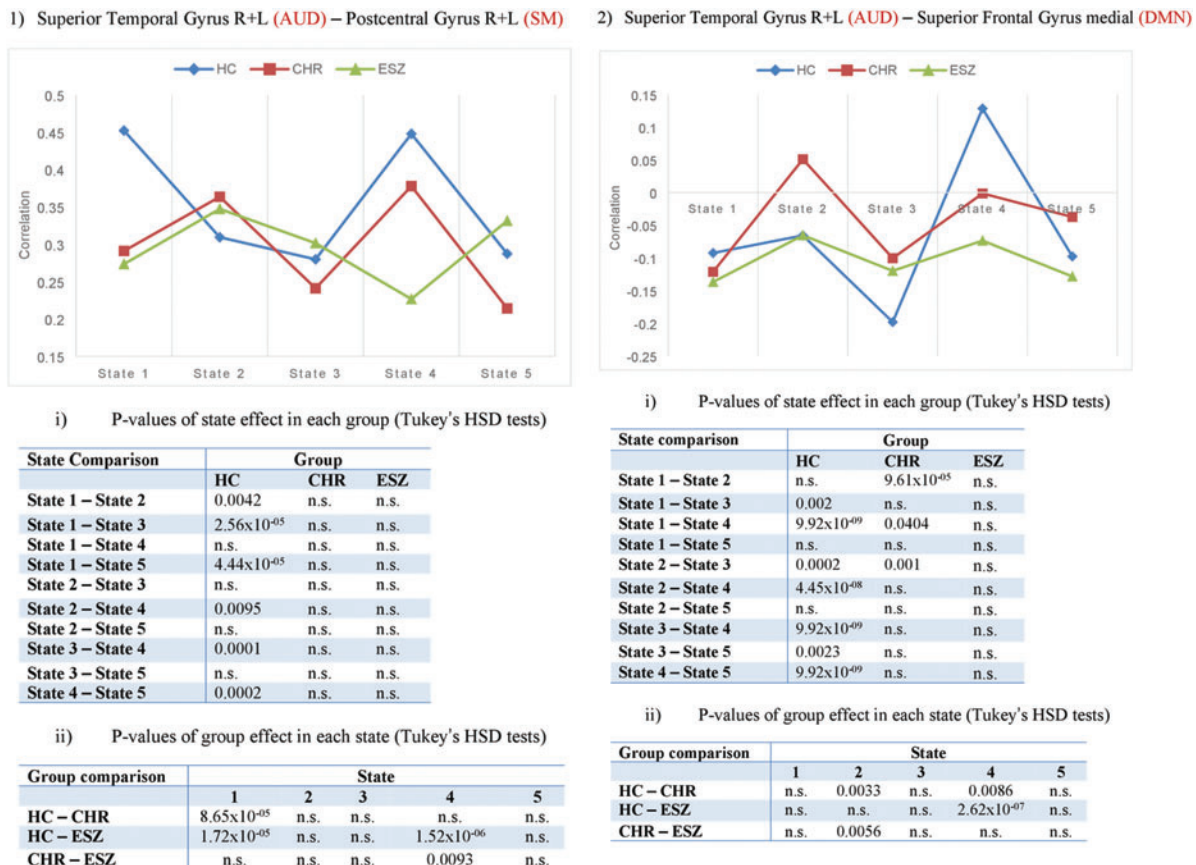 1) Superior Temporal Gyrus R+L (AUD) – Postcentral Gyrus R+L (SM)
HC CHR ESZ
0.5
0.45
0.4
0.35
0.3
0.25
0.2
0.15
Correlation
State 1 State 2 State 3 State 4 State 5
i) P-values of state effect in each group (Tukey's HSD tests)
State Comparison Group
HC CHR ESZ
State 1 – State 2 0.0042 n.s. n.s.
State 1 – State 3 2.56x10-05 n.s. n.s.
State 1 – State 4 n.s. n.s. n.s.
State 1 – State 5 4.44x10-05 n.s. n.s.
State 2 – State 3 n.s. n.s. n.s.
State 2 – State 4 0.0095 n.s. n.s.
State 2 – State 5 n.s. n.s. n.s.
State 3 – State 4 0.0001 n.s. n.s.
State 3 – State 5 n.s. n.s. n.s.
State 4 – State 5 0.0002 n.s. n.s.
ii) P-values of group effect in each state (Tukey's HSD tests)
Group comparison State
1 2 3 4 5
HC – CHR 8.65x10-05 n.s. n.s. n.s. n.s.
HC – ESZ 1.72x10-05 n.s. n.s. 1.52x10-06 n.s.
CHR – ESZ n.s. n.s. n.s. 0.0093 n.s.
2) Superior Temporal Gyrus R+L (AUD) – Superior Frontal Gyrus medial (DMN)
HC CHR ESZ
0.15
0.1
0.05
0
-0.05
-0.1
-0.15
-0.2
-0.25
Correlation
State 1 State 2 State 3 State 4 State 5
i) P-values of state effect in each group (Tukey's HSD tests)
State comparison Group
HC CHR ESZ
State 1 – State 2 n.s. 9.61x10-05 n.s.
State 1 – State 3 0.002 n.s. n.s.
State 1 – State 4 9.92x10-09 0.0404 n.s.
State 1 – State 5 n.s. n.s. n.s.
State 2 – State 3 0.0002 0.001 n.s.
State 2 – State 4 4.45x10-08 n.s. n.s.
State 2 – State 5 n.s. n.s. n.s.
State 3 – State 4 9.92x10-09 n.s. n.s.
State 3 – State 5 0.0023 n.s. n.s.
State 4 – State 5 9.92x10-09 n.s. n.s.
ii) P-values of group effect in each state (Tukey's HSD tests)
Group comparison State
1 2 3 4 5
HC – CHR n.s. 0.0033 n.s. 0.0086 n.s.
HC – ESZ n.s. n.s. n.s. 2.62x10-07 n.s.
CHR – ESZ n.s. 0.0056 n.s. n.s. n.s.